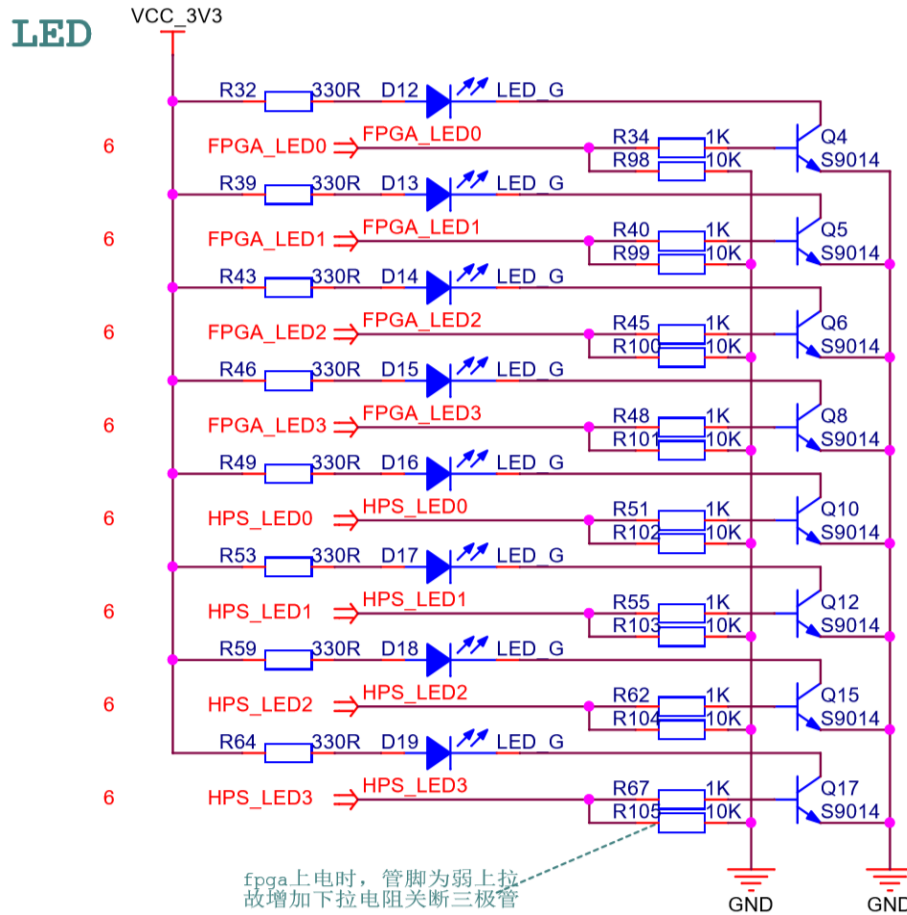 LED
VCC_3V3
R32 330R D12 LED_G
6 FPGA_LED0 FPGA_LED0 R34 1K Q4
R98 10K S9014
R39 330R D13 LED_G
6 FPGA_LED1 FPGA_LED1 R40 1K Q5
R99 10K S9014
R43 330R D14 LED_G
6 FPGA_LED2 FPGA_LED2 R45 1K Q6
R100 10K S9014
R46 330R D15 LED_G
6 FPGA_LED3 FPGA_LED3 R48 1K Q8
R101 10K S9014
R49 330R D16 LED_G
6 HPS_LED0 HPS_LED0 R51 1K Q10
R102 10K S9014
R53 330R D17 LED_G
6 HPS_LED1 HPS_LED1 R55 1K Q12
R103 10K S9014
R59 330R D18 LED_G
6 HPS_LED2 HPS_LED2 R62 1K Q15
R104 10K S9014
R64 330R D19 LED_G
6 HPS_LED3 HPS_LED3 R67 1K Q17
R105 10K S9014
fpga上电时，管脚为弱上拉
故增加下拉电阻关断三极管
GND GND